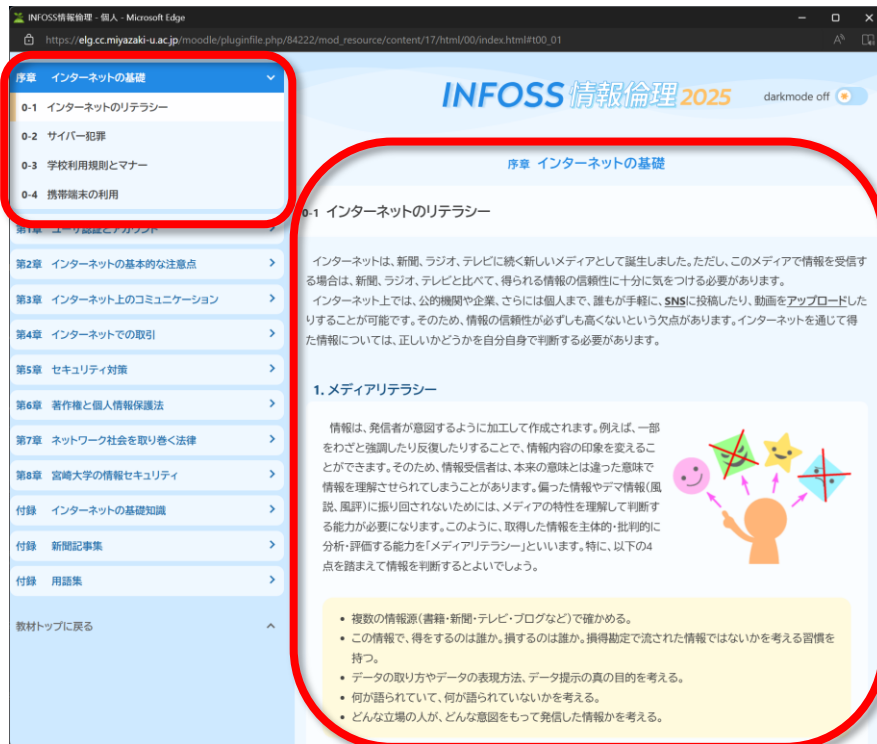 INFOSS情報倫理 - 個人 - Microsoft Edge
https://elg.cc.miyazaki-u.ac.jp/moodle/pluginfile.php/84222/mod_resource/content/17/html/00/index.html#t00_01
序章 インターネットの基礎
0-1 インターネットのリテラシー
0-2 サイバー犯罪
0-3 学校利用規則とマナー
0-4 携帯端末の利用
第1章 ユーザ認証とアカウント
第2章 インターネットの基本的な注意点
第3章 インターネット上のコミュニケーション
第4章 インターネットでの取引
第5章 セキュリティ対策
第6章 著作権と個人情報保護法
第7章 ネットワーク社会を取り巻く法律
第8章 宮崎大学の情報セキュリティ
付録 インターネットの基礎知識
付録 新聞記事集
付録 用語集
教材トップに戻る
INFOSS 情報倫理 2025
darkmode off
序章 インターネットの基礎
0-1 インターネットのリテラシー
インターネットは、新聞、ラジオ、テレビに続く新しいメディアとして誕生しました。ただし、このメディアで情報を受信す
る場合は、新聞、ラジオ、テレビと比べて、得られる情報の信頼性に十分に気をつける必要があります。
インターネット上では、公的機関や企業、さらには個人まで、誰もが手軽に、SNSに投稿したり、動画をアップロードした
りすることが可能です。そのため、情報の信頼性が必ずしも高くないという欠点があります。インターネットを通じて得
た情報については、正しいかどうかを自分自身で判断する必要があります。
1. メディアリテラシー
情報は、発信者が意図するように加工して作成されます。例えば、一部
をわざと強調したり反復したりすることで、情報内容の印象を変えるこ
とができます。そのため、情報受信者は、本来の意味とは違った意味で
情報を理解させられてしまうことがあります。偏った情報やデマ情報(風
説、風評)に振り回されないためには、メディアの特性を理解して判断す
る能力が必要になります。このように、取得した情報を主体的・批判的に
分析・評価する能力を「メディアリテラシー」といいます。特に、以下の4
点を踏まえて情報を判断するとよいでしょう。
• 複数の情報源(書籍・新聞・テレビ・ブログなど)で確かめる。
• この情報で、得をするのは誰か。損するのは誰か。損得勘定で流された情報ではないかを考える習慣を
持つ。
• データの取り方やデータの表現方法、データ提示の真の目的を考える。
• 何が語られていて、何が語られていないかを考える。
• どんな立場の人が、どんな意図をもって発信した情報かを考える。